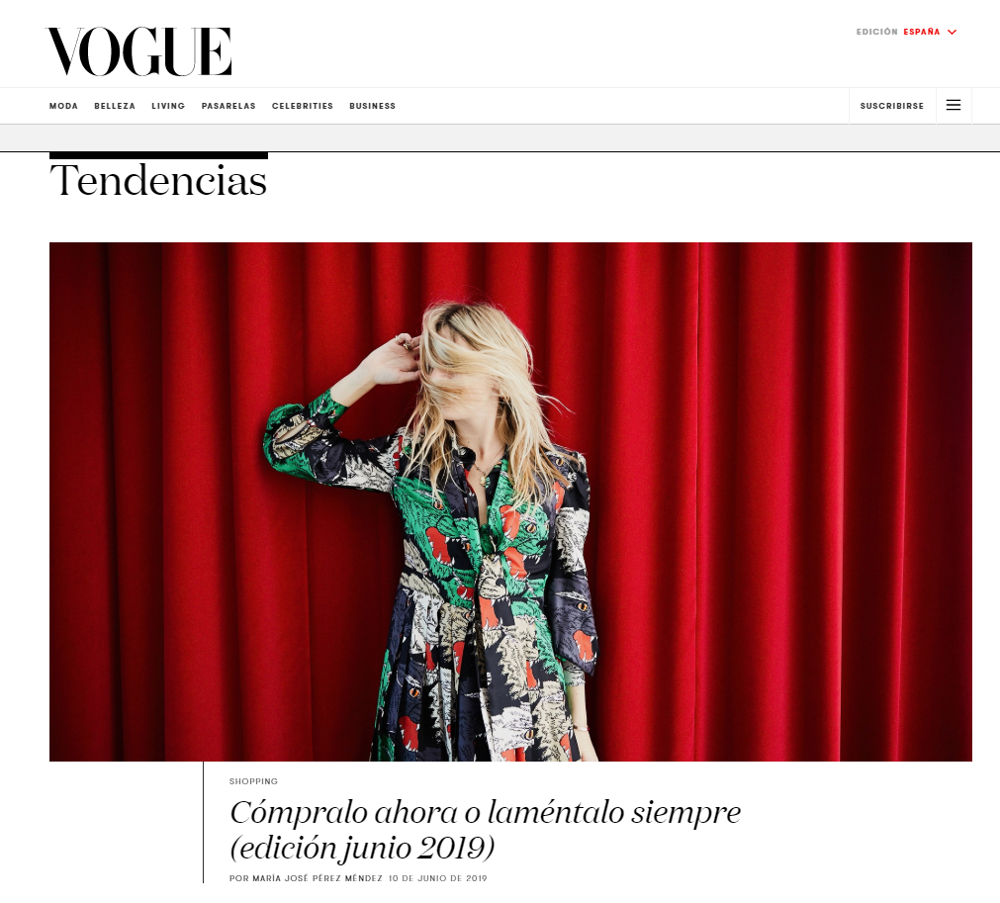 VOGUE
EDICIÓN ESPAÑA
MODA BELLEZA LIVING PASARELAS CELEBRITIES BUSINESS
SUSCRIBIRSE
Tendencias
SHOPPING
Cómpralo ahora o laméntalo siempre
(edición junio 2019)
POR MARÍA JOSÉ PÉREZ MÉNDEZ 10 DE JUNIO DE 2019